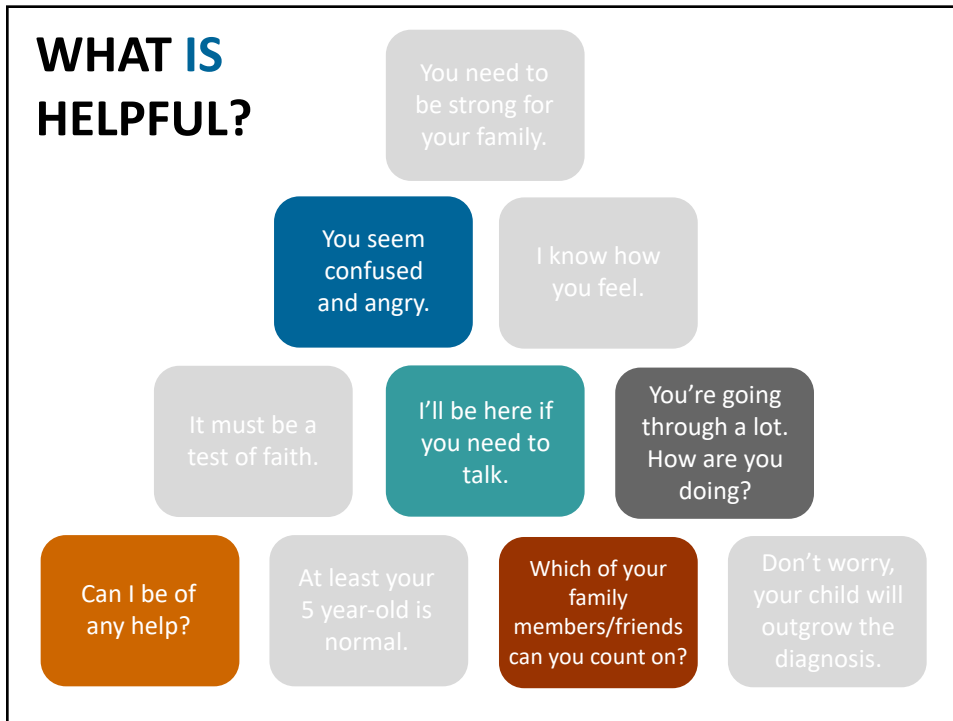 WHAT IS
HELPFUL?
You need to
be strong for
your family.
You seem
confused
and angry.
I know how
you feel.
It must be a
test of faith.
I’ll be here if
you need to
talk.
You’re going
through a lot.
How are you
doing?
Can I be of
any help?
At least your
5 year-old is
normal.
Which of your
family
members/friends
can you count on?
Don’t worry,
your child will
outgrow the
diagnosis.